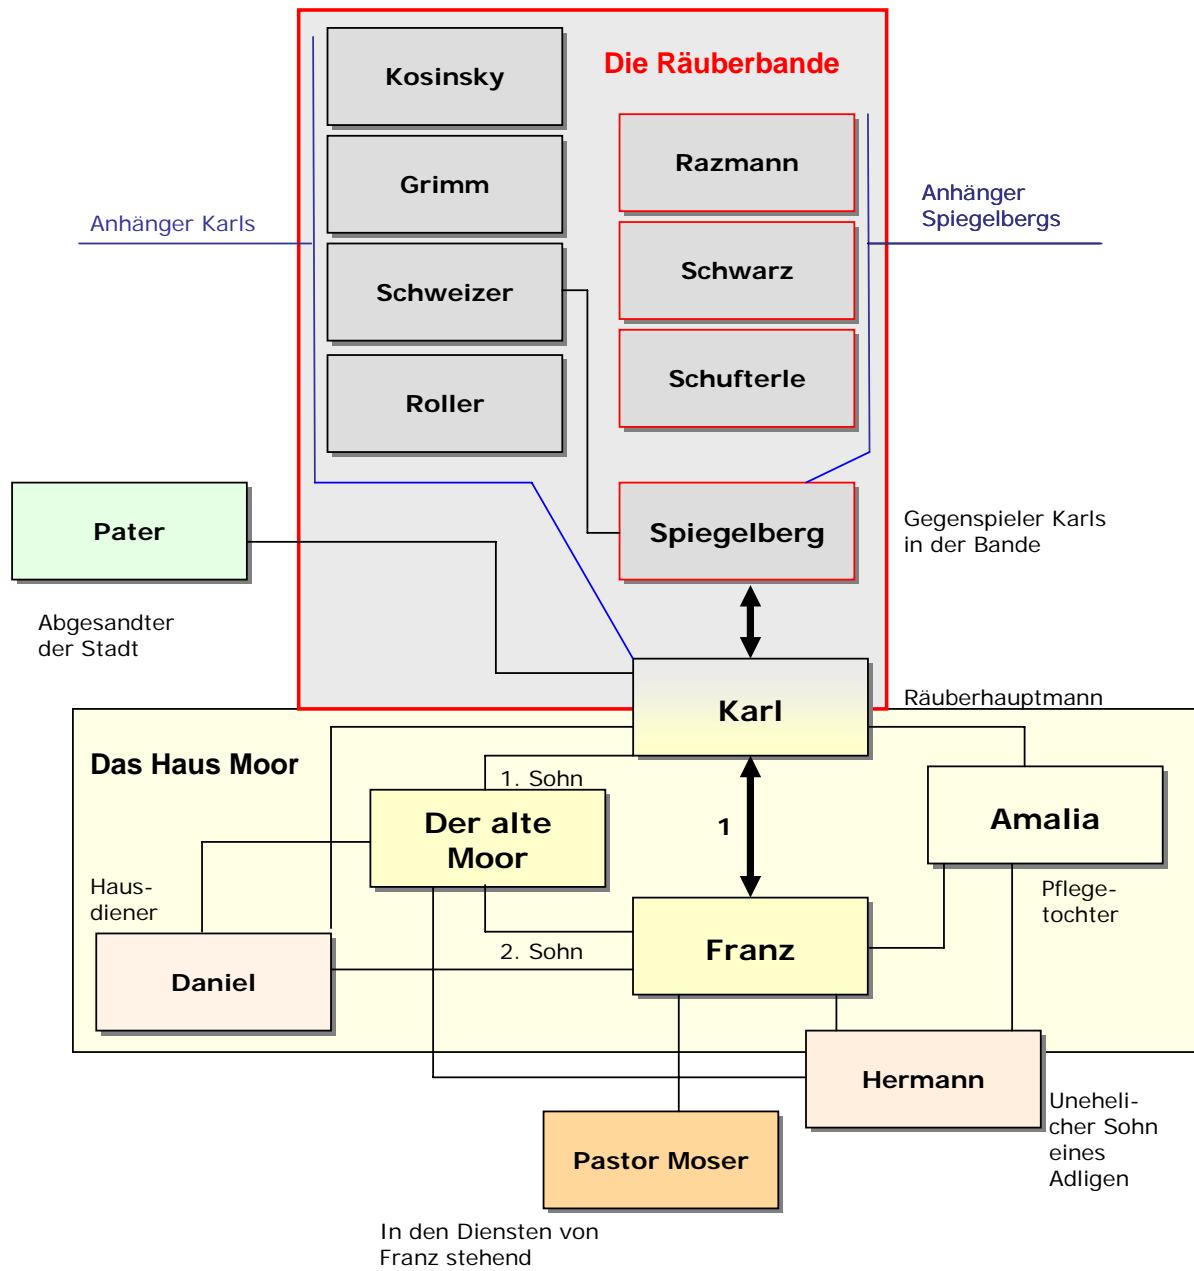 Die Räuberbande
Kosinsky
Grimm
Schweizer
Roller
Razmann
Schwarz
Schufterle
Spiegelberg
Anhänger Karls
Anhänger
Spiegelbergs
Gegenspieler Karls
in der Bande
Pater
Abgesandter
der Stadt
Karl
Räuberhauptmann
Das Haus Moor
1. Sohn
Der alte
Moor
1
Amalia
Pflege-
tochter
Haus-
diener
Daniel
2. Sohn
Franz
Hermann
Uneheli-
cher Sohn
eines
Adligen
Pastor Moser
In den Diensten von
Franz stehend